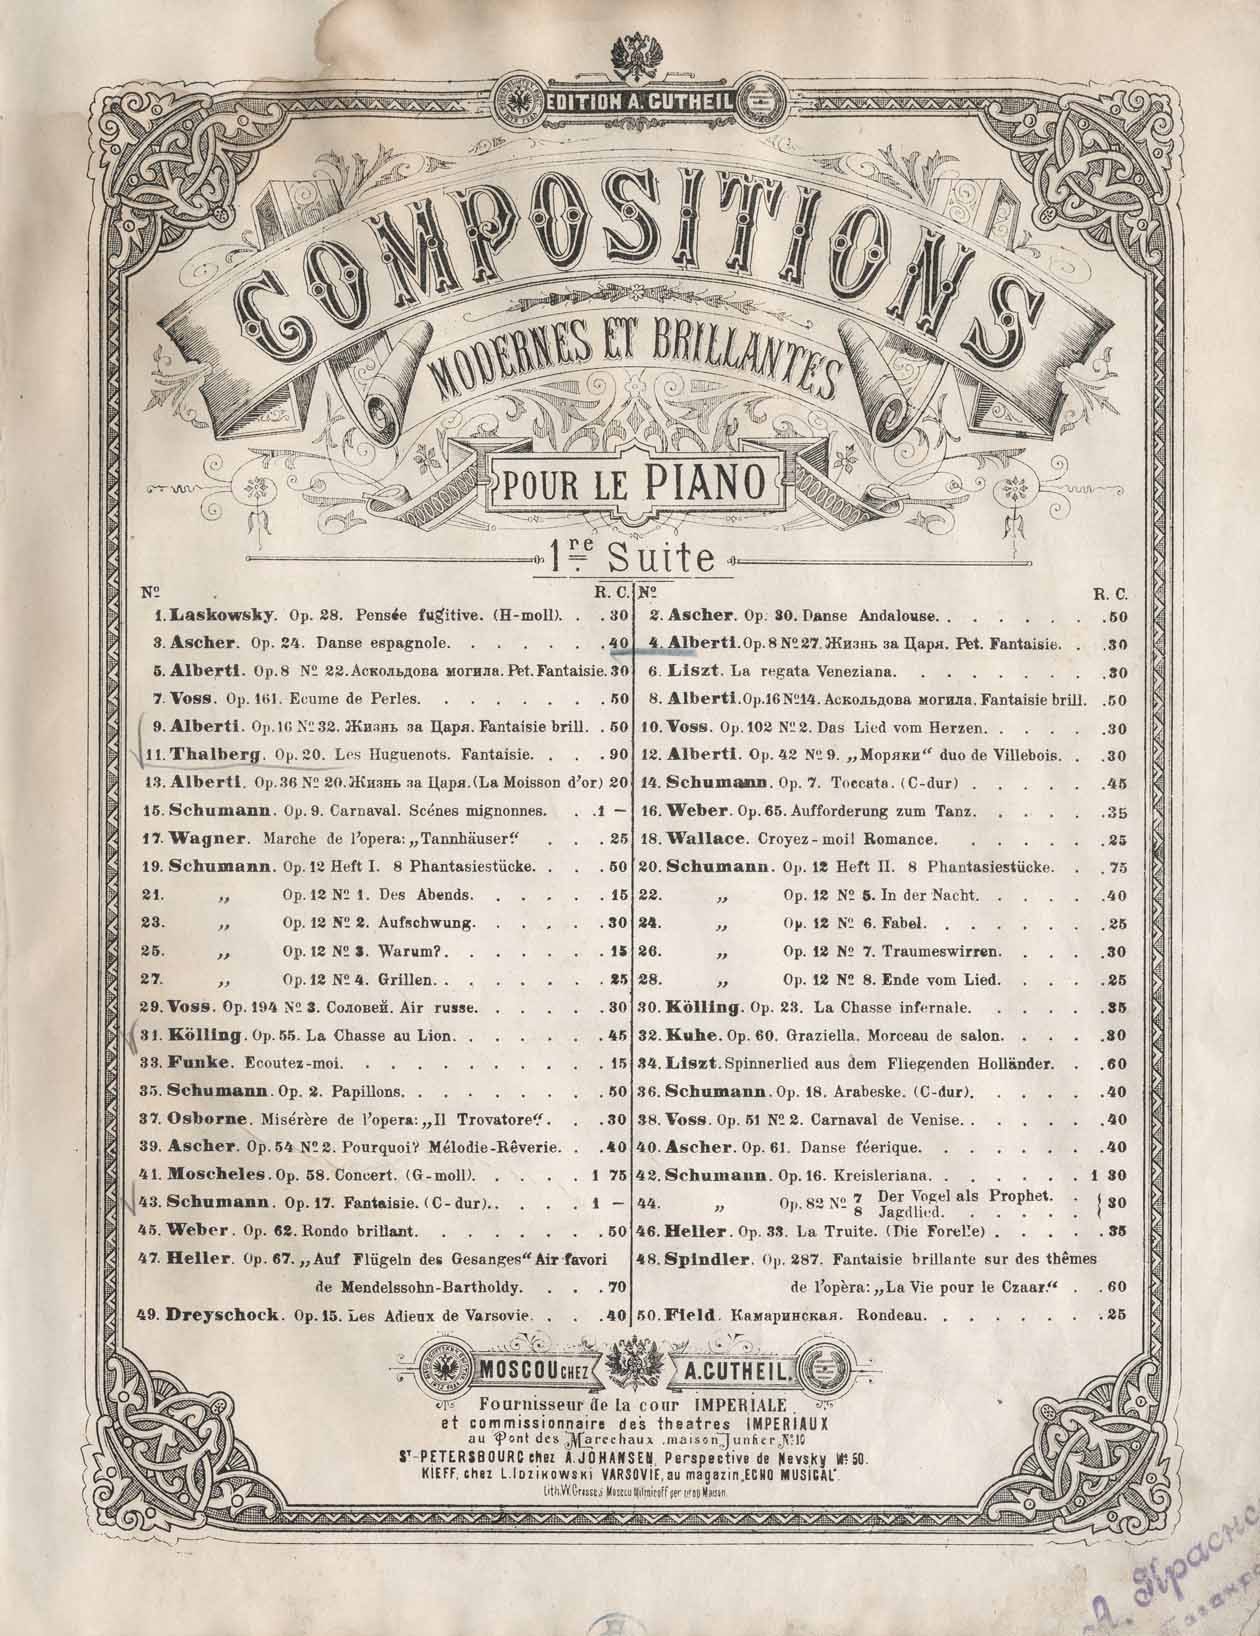 EDITION A. GUTHEIL
COMPOSITIONS
MODERNES ET BRILLANTES
POUR LE PIANO
1re Suite
No R. C.
1. Laskowsky. Op. 28. Pensée fugitive. (H-moll). . .30
3. Ascher. Op. 24. Danse espagnole. . . . . . .40
5. Alberti. Op. 8 No 22. Аскольдова могила. Pet. Fantaisie. 30
7. Voss. Op. 161. Ecume de Perles. . . . . . . .50
9. Alberti. Op. 16 No 32. Жизнь за Царя. Fantaisie brill. .50
11. Thalberg. Op. 20. Les Huguenots. Fantaisie. . . .90
13. Alberti. Op. 36 No 20. Жизнь за Царя. (La Moisson d'or) 20
15. Schumann. Op. 9. Carnaval. Scénes mignonnes. . . .1 –
17. Wagner. Marche de l'opera: „Tannhäuser". . . . .25
19. Schumann. Op. 12 Heft I. 8 Phantasiestücke. . . .50
21. „ Op. 12 No 1. Des Abends. . . . . . .15
23. „ Op. 12 No 2. Aufschwung. . . . . . .30
25. „ Op. 12 No 3. Warum?. . . . . . . .15
27. „ Op. 12 No 4. Grillen. . . . . . . .25
29. Voss. Op. 194 No 3. Соловей. Air russe. . . . . .30
31. Kölling. Op. 55. La Chasse au Lion. . . . . . .45
33. Funke. Ecoutez-moi. . . . . . . . . . .15
35. Schumann. Op. 2. Papillons. . . . . . . . .50
37. Osborne. Misérère de l'opera: „Il Trovatore". . . .30
39. Ascher. Op. 54 No 2. Pourquoi? Mélodie-Rêverie. . .40
41. Moscheles. Op. 58. Concert. (G-moll). . . . . 1 75
43. Schumann. Op. 17. Fantaisie. (C-dur). . . . . 1 –
45. Weber. Op. 62. Rondo brillant. . . . . . . .50
47. Heller. Op. 67. „Auf Flügeln des Gesanges" Air favori
de Mendelssohn-Bartholdy. . . . .70
49. Dreyschock. Op. 15. Les Adieux de Varsovie. . . .40
No R. C.
2. Ascher. Op. 30. Danse Andalouse. . . . . . . .50
4. Alberti. Op. 8 No 27. Жизнь за Царя. Pet. Fantaisie. . .30
6. Liszt. La regata Veneziana. . . . . . . . .30
8. Alberti. Op. 16 No 14. Аскольдова могила. Fantaisie brill. .50
10. Voss. Op. 102 No 2. Das Lied vom Herzen. . . . . .30
12. Alberti. Op. 42 No 9. „Моряки" duo de Villebois. . .30
14. Schumann. Op. 7. Toccata. (C-dur) . . . . . .45
16. Weber. Op. 65. Aufforderung zum Tanz. . . . . .35
18. Wallace. Croyez-moi! Romance. . . . . . . .25
20. Schumann. Op. 12 Heft II. 8 Phantasiestücke. . . .75
22. „ Op. 12 No 5. In der Nacht. . . . . .40
24. „ Op. 12 No 6. Fabel. . . . . . . .25
26. „ Op. 12 No 7. Traumeswirren. . . . .30
28. „ Op. 12 No 8. Ende vom Lied. . . . .25
30. Kölling. Op. 23. La Chasse infernale. . . . . .35
32. Kuhe. Op. 60. Graziella. Morceau de salon. . . . .30
34. Liszt. Spinnerlied aus dem Fliegenden Holländer. . .60
36. Schumann. Op. 18. Arabeske. (C-dur). . . . . .40
38. Voss. Op. 51 No 2. Carnaval de Venise. . . . . .40
40. Ascher. Op. 61. Danse féerique. . . . . . . .40
42. Schumann. Op. 16. Kreisleriana. . . . . . . 1 30
44. „ Op. 82 No 7 Der Vogel als Prophet. . . 30
8 Jagdlied. . . . . .
46. Heller. Op. 33. La Truite. (Die Forelle) . . . . .35
48. Spindler. Op. 287. Fantaisie brillante sur des thêmes
de l'opèra: „La Vie pour le Czaar". . .60
50. Field. Камаринская. Rondeau. . . . . . . .25
MOSCOU CHEZ A. GUTHEIL.
Fournisseur de la cour IMPERIALE
et commissionnaire des theatres IMPERIAUX
au Pont des Marechaux, maison Junker No 10
St-PETERSBOURG chez A. JOHANSEN, Perspective de Nevsky No 50.
KIEFF, chez L. IDZIKOWSKI VARSOVIE, au magazin „ECHO MUSICAL".
Lith. W. Grosse, Moscou
А. Красно
Таганро